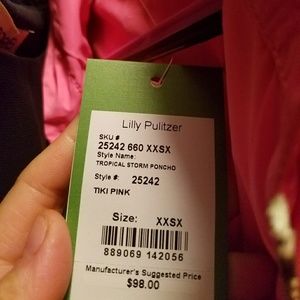 Lilly Pulitzer
SKU #
25242 660 XXSX
Style Name:
TROPICAL STORM PONCHO
Style #: 25242
TIKI PINK
Size: XXSX
889069 142056
Manufacturer's Suggested Price
$98.00